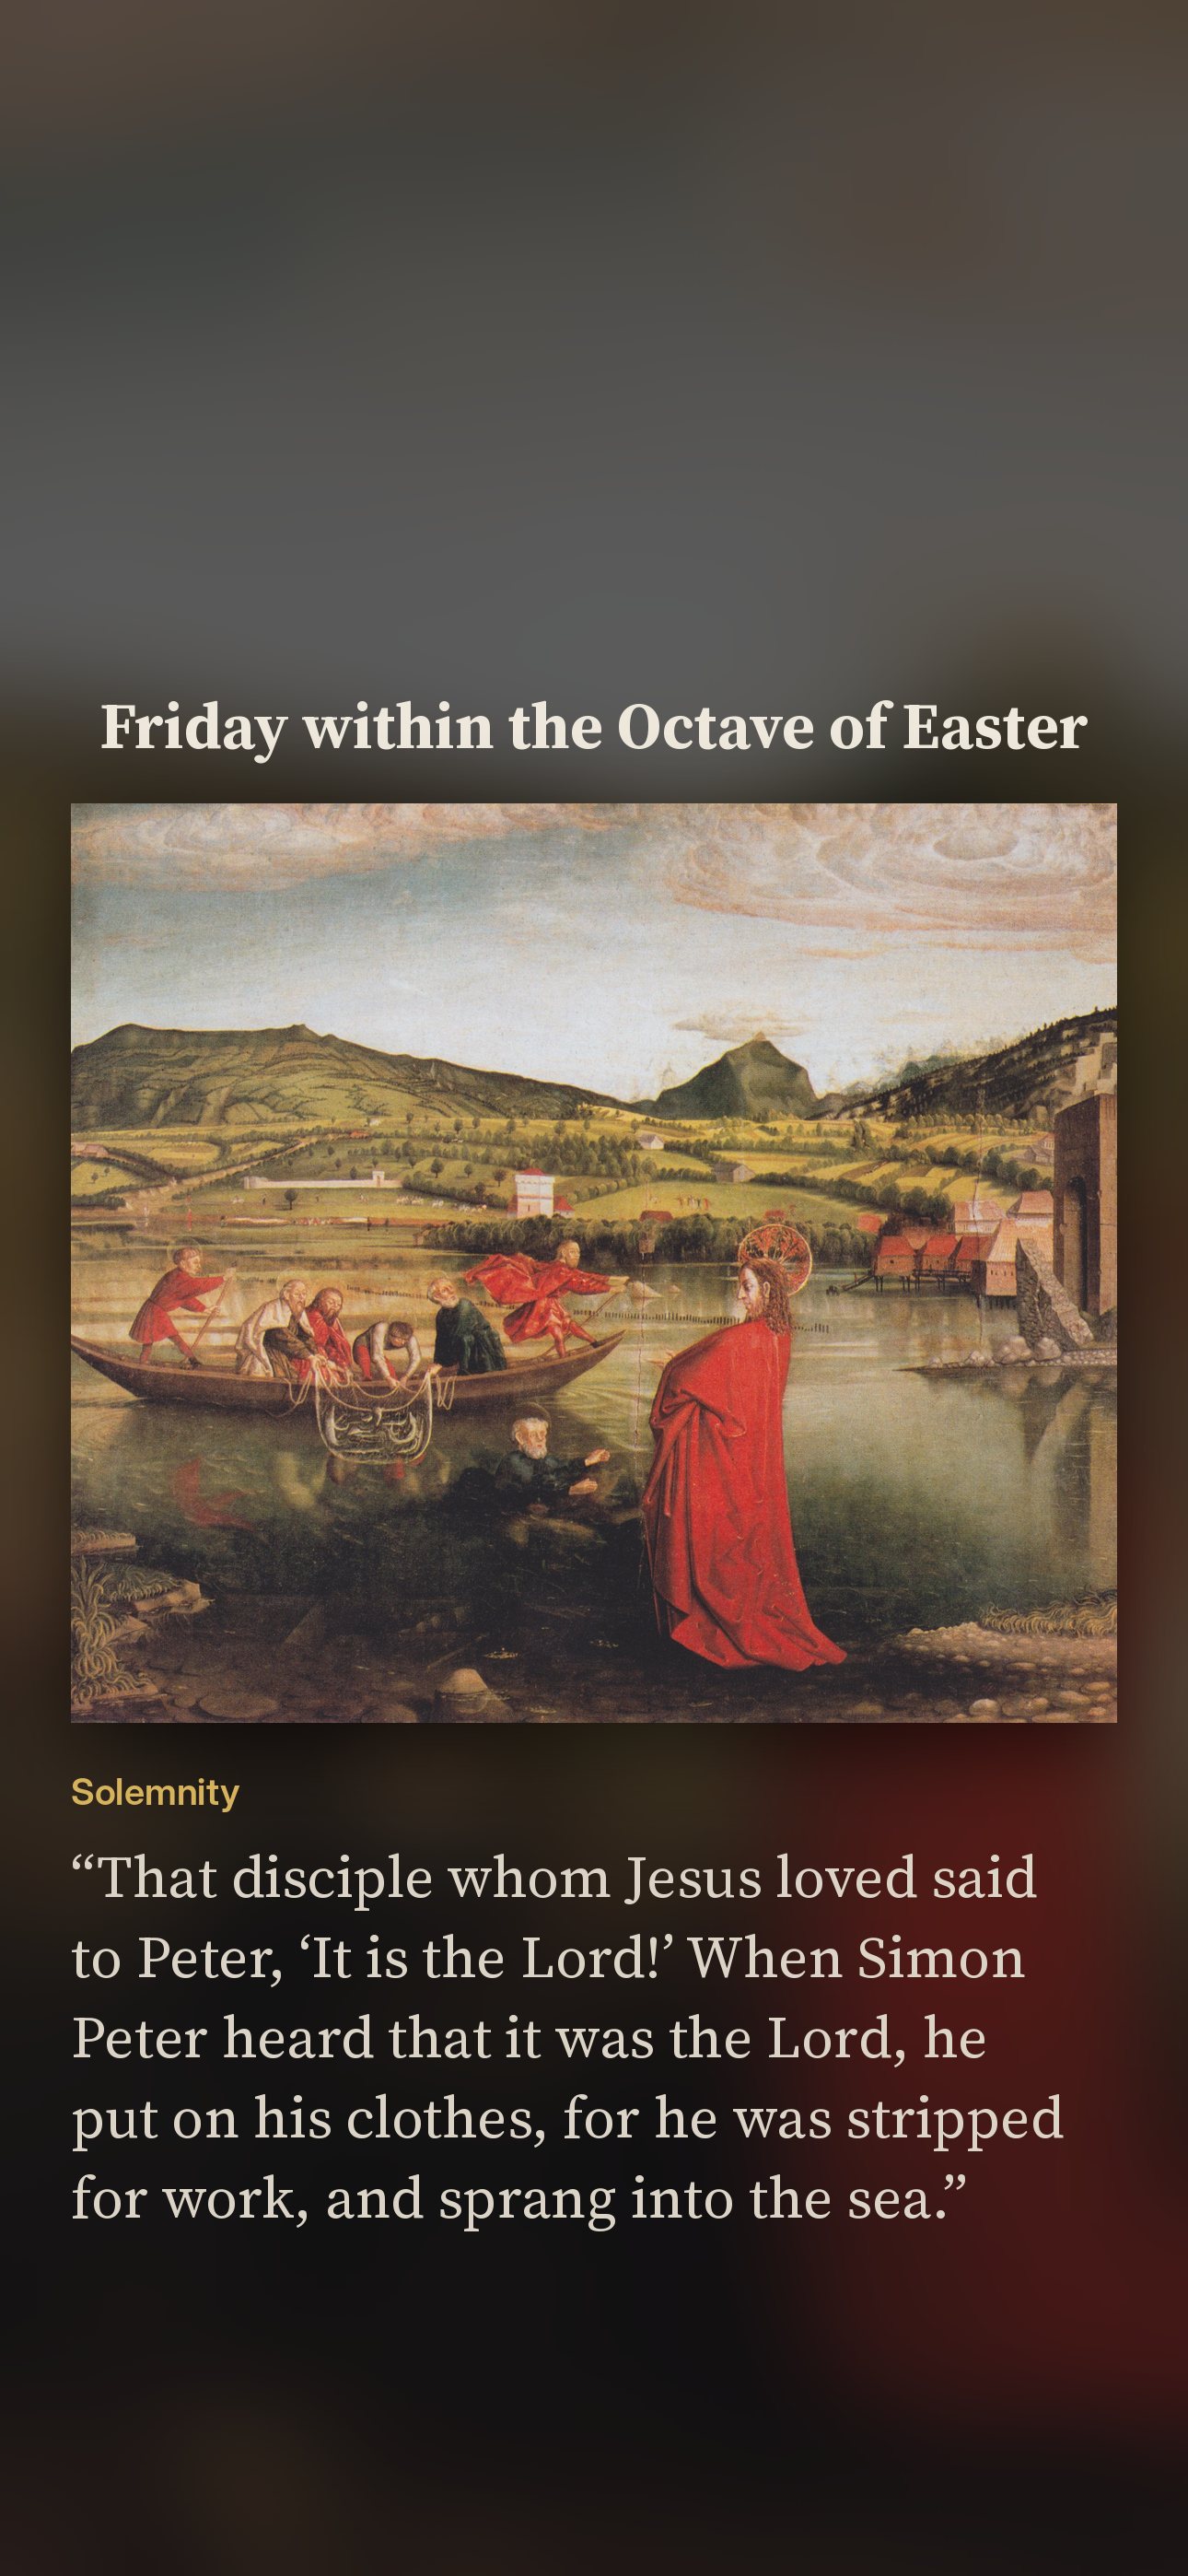 Friday within the Octave of Easter
Solemnity
“That disciple whom Jesus loved said
to Peter, ‘It is the Lord!’ When Simon
Peter heard that it was the Lord, he
put on his clothes, for he was stripped
for work, and sprang into the sea.”